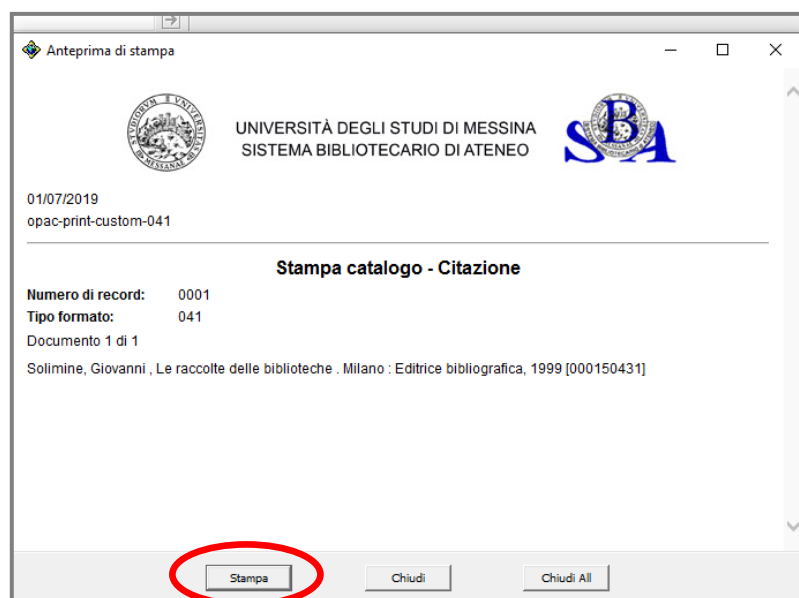 Anteprima di stampa
UNIVERSITÀ DEGLI STUDI DI MESSINA
SISTEMA BIBLIOTECARIO DI ATENEO
SBA
01/07/2019
opac-print-custom-041
Stampa catalogo - Citazione
Numero di record: 0001
Tipo formato: 041
Documento 1 di 1
Solimine, Giovanni , Le raccolte delle biblioteche . Milano : Editrice bibliografica, 1999 [000150431]
Stampa Chiudi Chiudi All